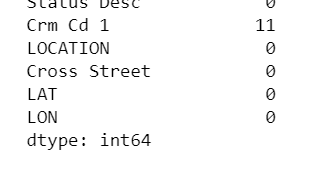 Status Desc 0
Crm Cd 1 11
LOCATION 0
Cross Street 0
LAT 0
LON 0
dtype: int64